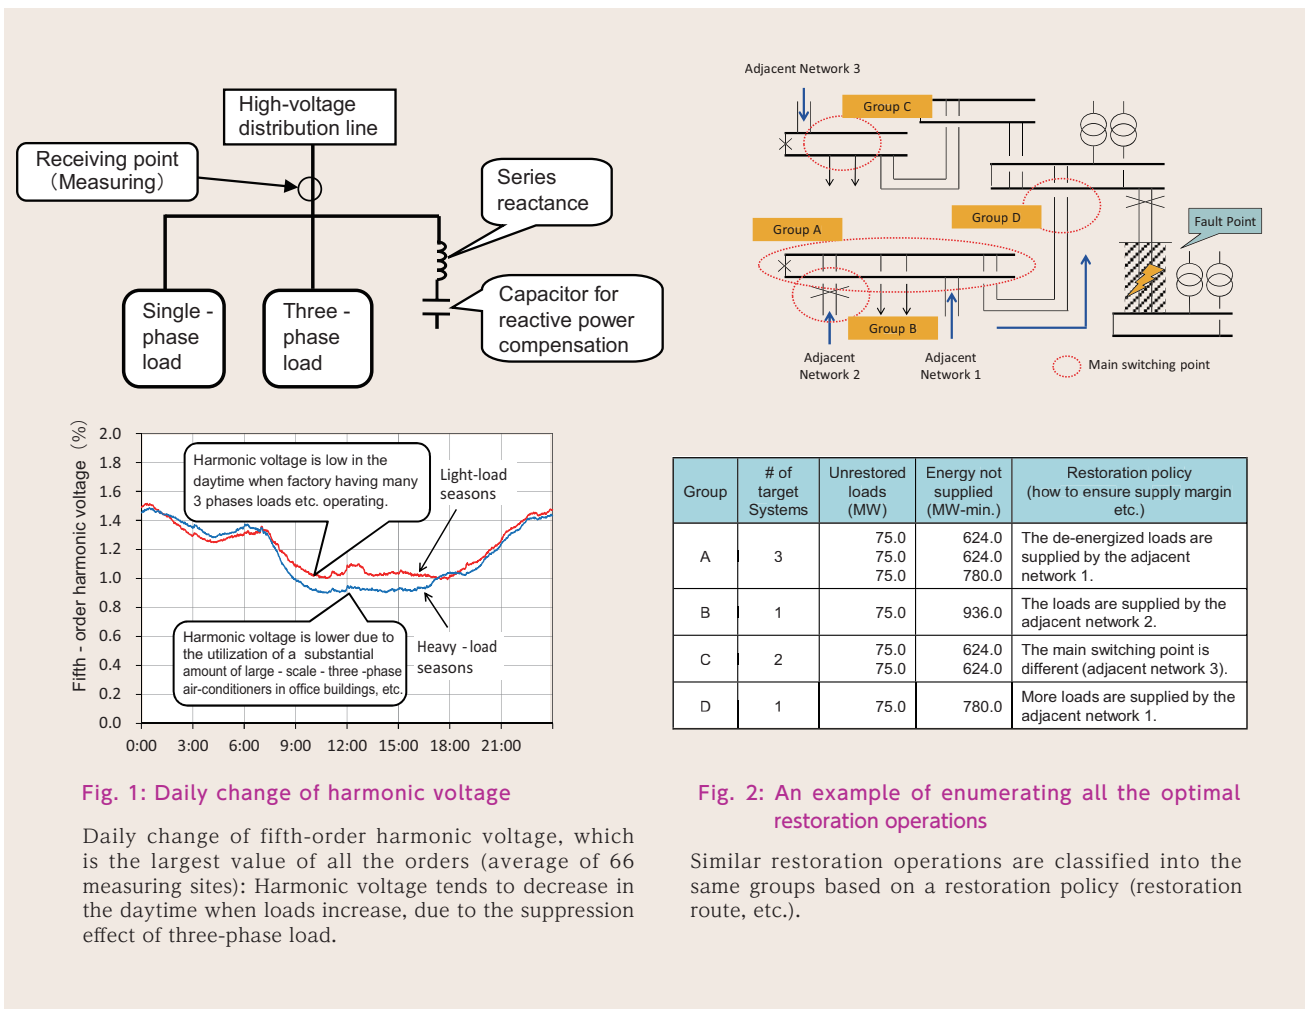 High-voltage
distribution line
Receiving point
（Measuring）
Series
reactance
Single -
phase
load
Three -
phase
load
Capacitor for
reactive power
compensation
Fifth - order harmonic voltage (%)
2.0
1.8
1.6
1.4
1.2
1.0
0.8
0.6
0.4
0.2
0.0
0:00 3:00 6:00 9:00 12:00 15:00 18:00 21:00
Harmonic voltage is low in the
daytime when factory having many
3 phases loads etc. operating.
Light-load
seasons
Harmonic voltage is lower due to
the utilization of a substantial
amount of large - scale - three -phase
air-conditioners in office buildings, etc.
Heavy - load
seasons
Fig. 1: Daily change of harmonic voltage
Daily change of fifth-order harmonic voltage, which
is the largest value of all the orders (average of 66
measuring sites): Harmonic voltage tends to decrease in
the daytime when loads increase, due to the suppression
effect of three-phase load.
Adjacent Network 3
Group C
Group D
Group A
Fault Point
Group B
Adjacent
Network 2
Adjacent
Network 1
Main switching point
Group
# of
target
Systems
Unrestored
loads
(MW)
Energy not
supplied
(MW-min.)
Restoration policy
(how to ensure supply margin
etc.)
A
3
75.0
75.0
75.0
624.0
624.0
780.0
The de-energized loads are
supplied by the adjacent
network 1.
B
1
75.0
936.0
The loads are supplied by the
adjacent network 2.
C
2
75.0
75.0
624.0
624.0
The main switching point is
different (adjacent network 3).
D
1
75.0
780.0
More loads are supplied by the
adjacent network 1.
Fig. 2: An example of enumerating all the optimal
restoration operations
Similar restoration operations are classified into the
same groups based on a restoration policy (restoration
route, etc.).